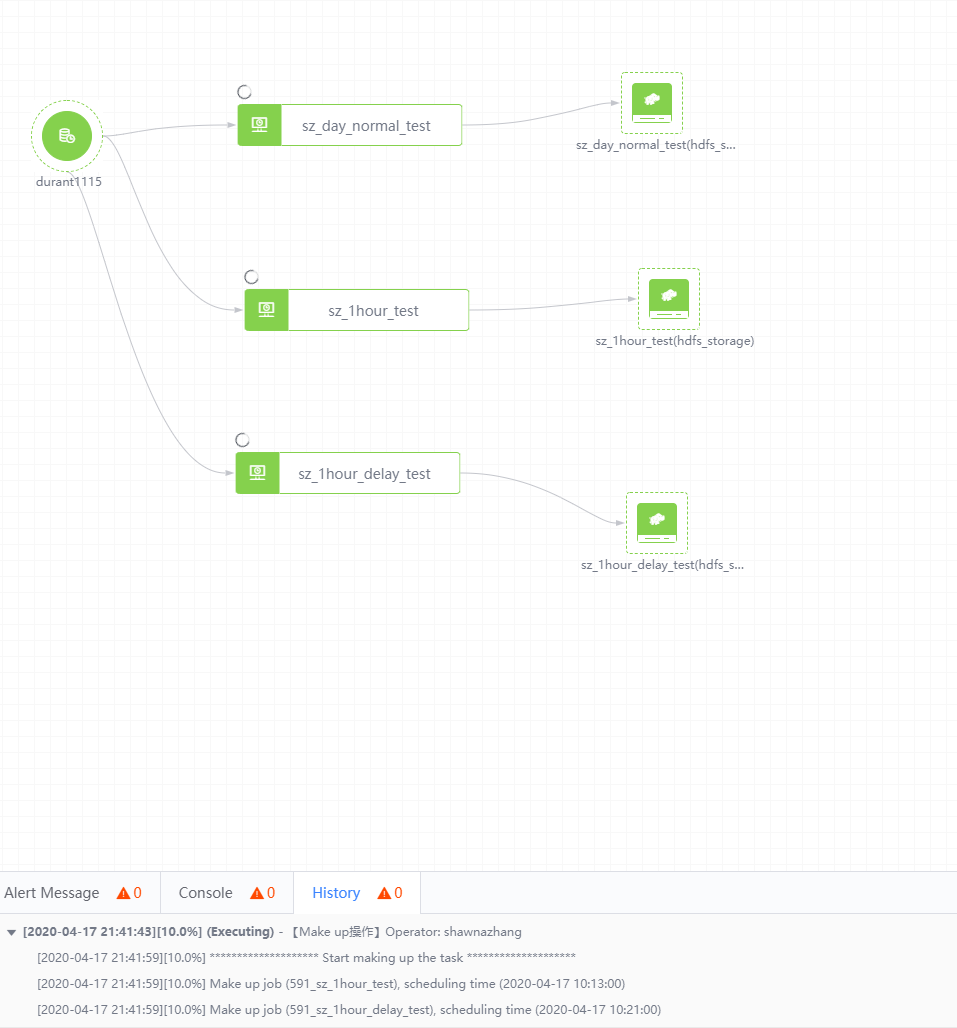 sz_day_normal_test
sz_day_normal_test(hdfs_s...
durant1115
sz_1hour_test
sz_1hour_test(hdfs_storage)
sz_1hour_delay_test
sz_1hour_delay_test(hdfs_s...
Alert Message 0 Console 0 History 0
[2020-04-17 21:41:43][10.0%] (Executing) - 【Make up操作】Operator: shawnazhang
[2020-04-17 21:41:59][10.0%] ******************** Start making up the task ********************
[2020-04-17 21:41:59][10.0%] Make up job (591_sz_1hour_test), scheduling time (2020-04-17 10:13:00)
[2020-04-17 21:41:59][10.0%] Make up job (591_sz_1hour_delay_test), scheduling time (2020-04-17 10:21:00)